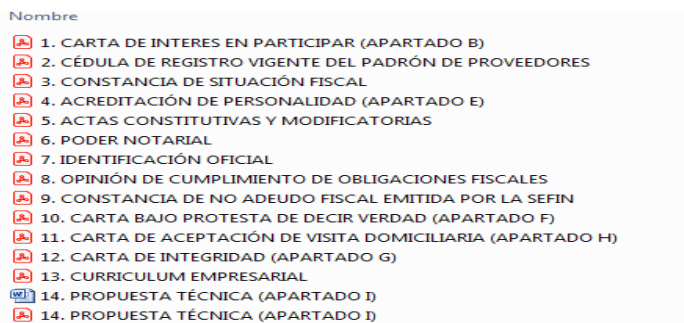 Nombre
1. CARTA DE INTERES EN PARTICIPAR (APARTADO B)
2. CÉDULA DE REGISTRO VIGENTE DEL PADRÓN DE PROVEEDORES
3. CONSTANCIA DE SITUACIÓN FISCAL
4. ACREDITACIÓN DE PERSONALIDAD (APARTADO E)
5. ACTAS CONSTITUTIVAS Y MODIFICATORIAS
6. PODER NOTARIAL
7. IDENTIFICACIÓN OFICIAL
8. OPINIÓN DE CUMPLIMIENTO DE OBLIGACIONES FISCALES
9. CONSTANCIA DE NO ADEUDO FISCAL EMITIDA POR LA SEFIN
10. CARTA BAJO PROTESTA DE DECIR VERDAD (APARTADO F)
11. CARTA DE ACEPTACIÓN DE VISITA DOMICILIARIA (APARTADO H)
12. CARTA DE INTEGRIDAD (APARTADO G)
13. CURRICULUM EMPRESARIAL
14. PROPUESTA TÉCNICA (APARTADO I)
14. PROPUESTA TÉCNICA (APARTADO I)